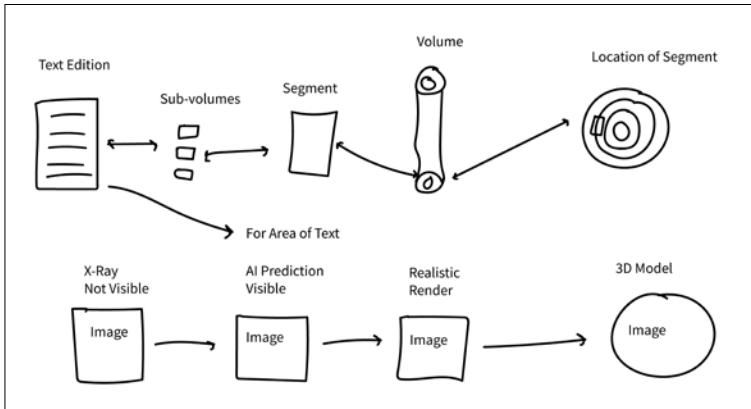 Text Edition
Sub-volumes
Segment
Volume
Location of Segment
For Area of Text
X-Ray
Not Visible
AI Prediction
Visible
Realistic
Render
3D Model
Image
Image
Image
Image